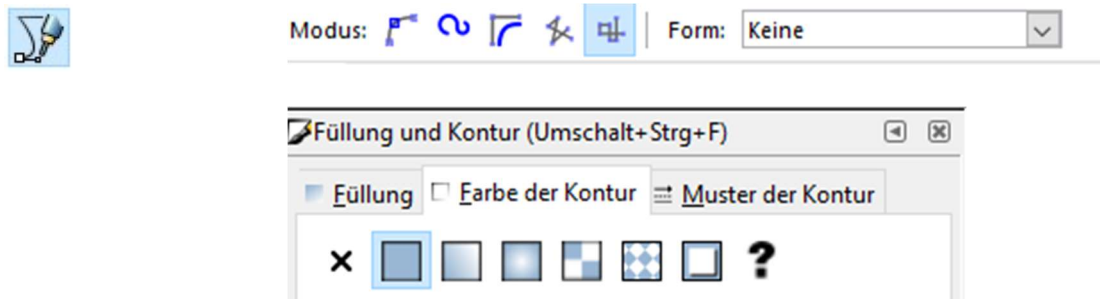 Modus: Form: Keine
Füllung und Kontur (Umschalt+Strg+F)
Füllung Farbe der Kontur Muster der Kontur
?